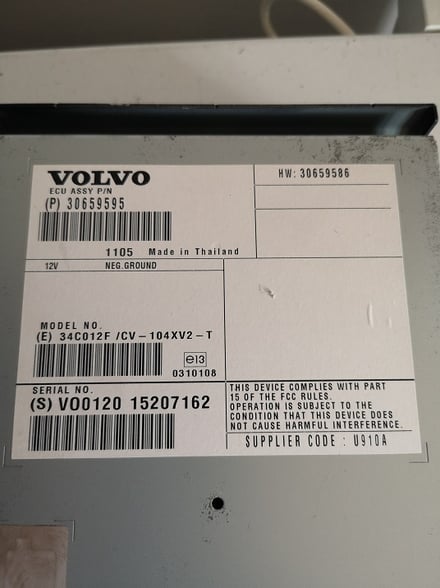 VOLVO
ECU ASSY P/N
(P) 30659595
HW: 30659586
1105 Made in Thailand
12V NEG.GROUND
MODEL NO.
(E) 34C012F /CV-104XV2-T
e13
0310108
SERIAL NO.
(S) VO0120 15207162
THIS DEVICE COMPLIES WITH PART
15 OF THE FCC RULES.
OPERATION IS SUBJECT TO THE
CONDITION THAT THIS DEVICE DOES
NOT CAUSE HARMFUL INTERFERENCE.
SUPPLIER CODE : U910A